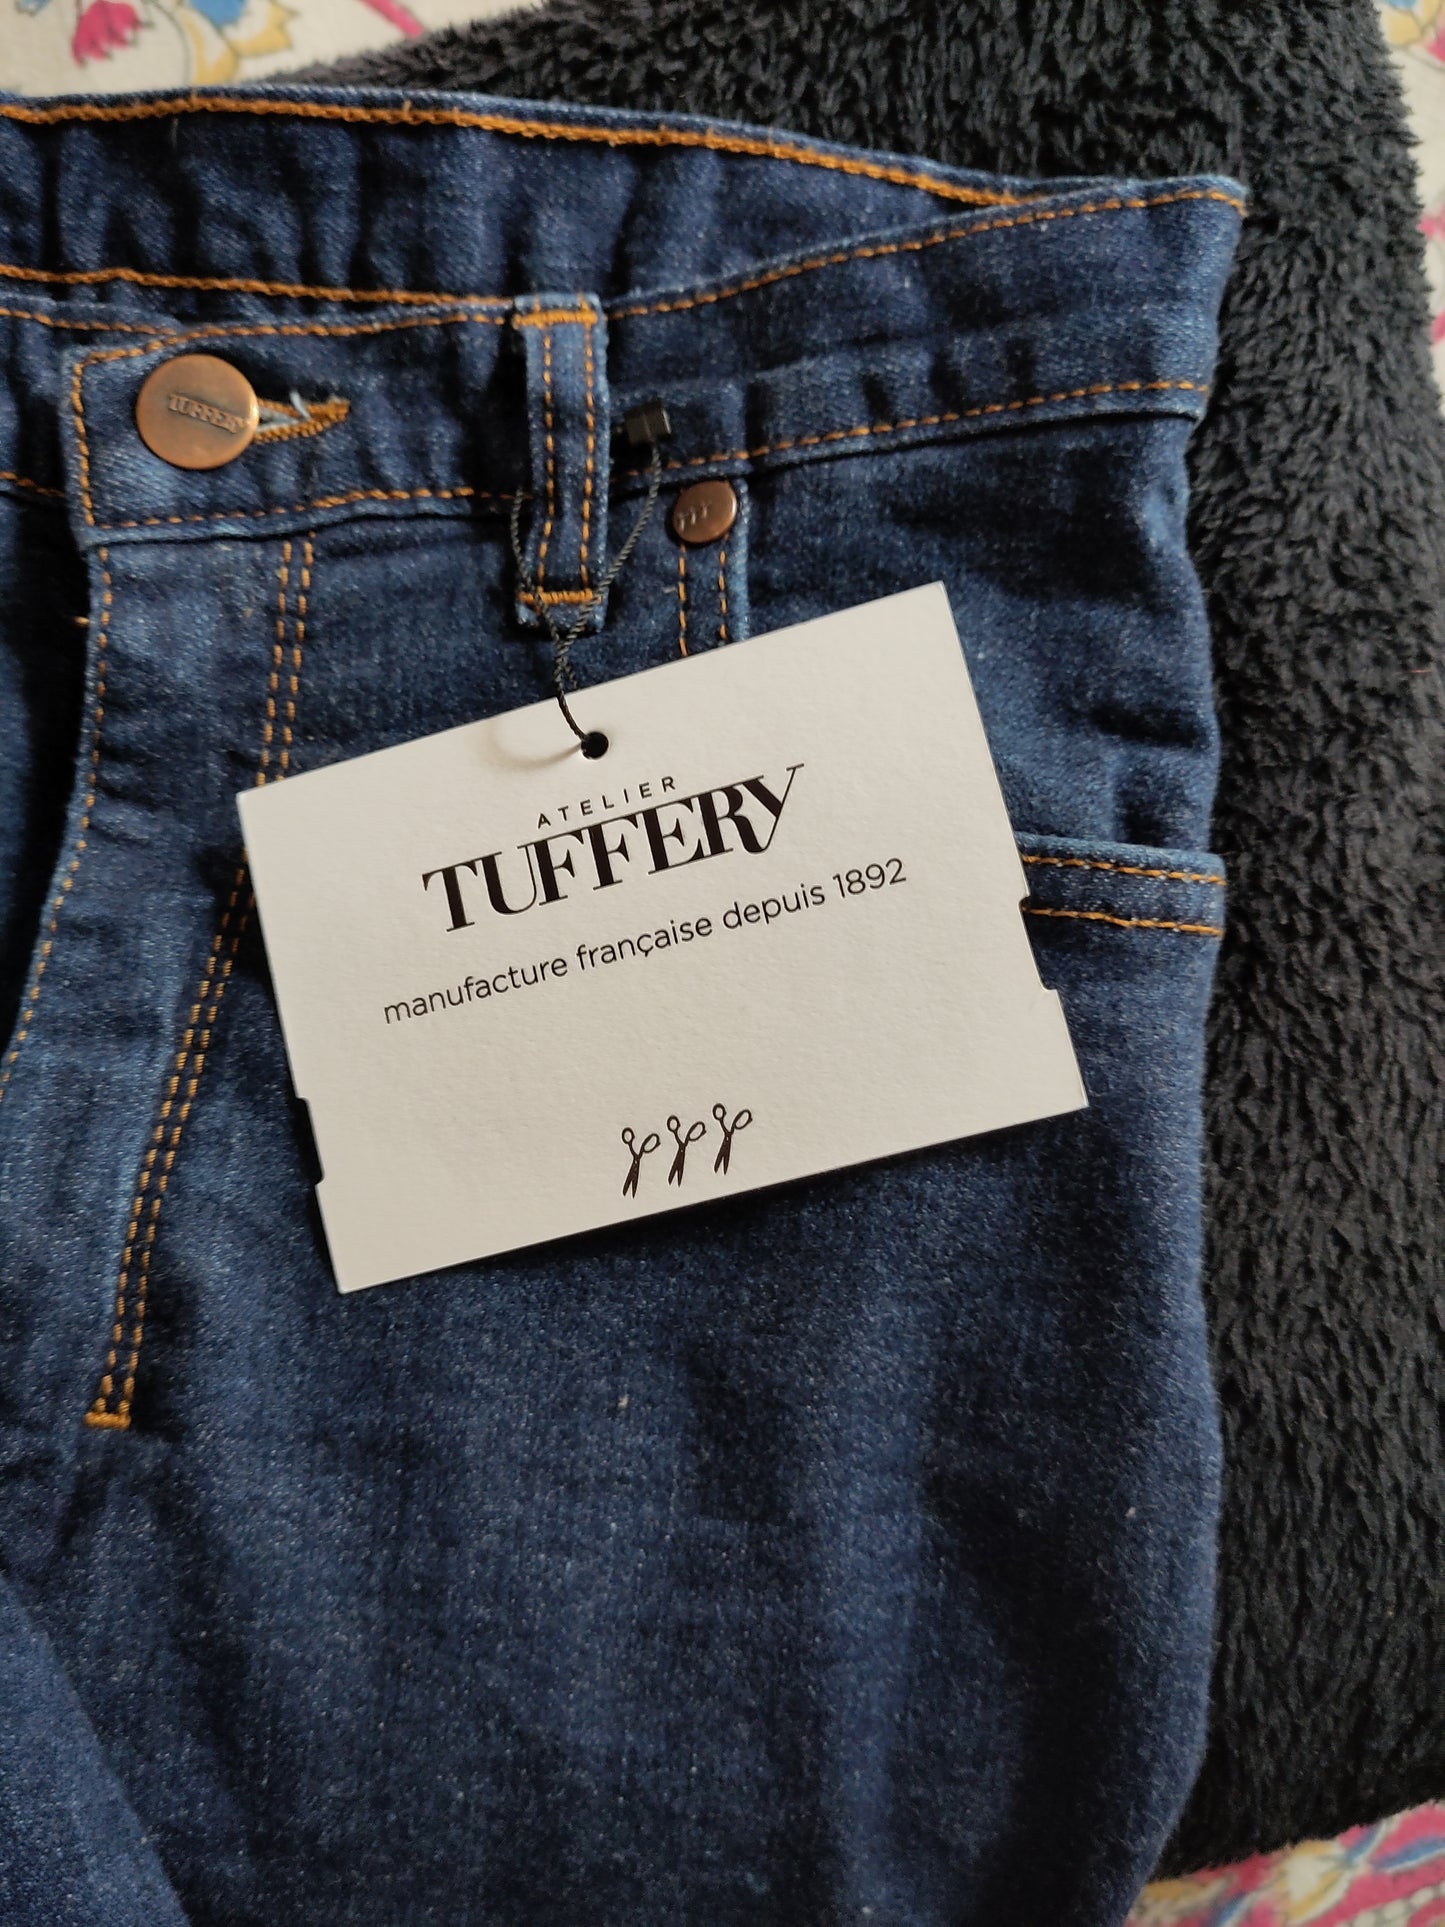 TUFFERY
ATELIER
TUFFERY
manufacture française depuis 1892